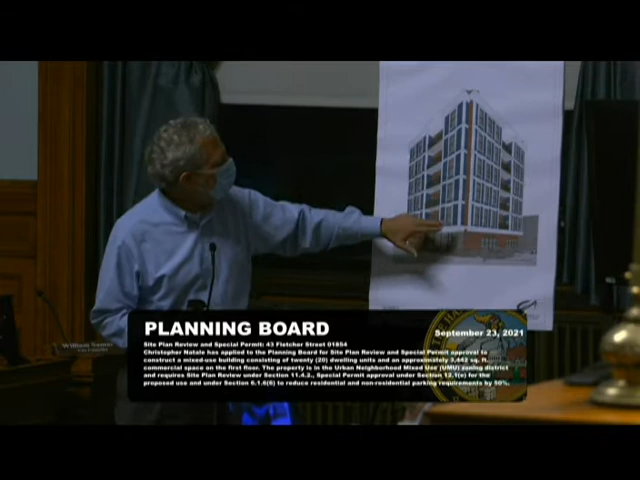 PLANNING BOARD
September 23, 2021
Site Plan Review and Special Permit: 43 Fletcher Street 01854
Christopher Natale has applied to the Planning Board for Site Plan Review and Special Permit approval to
construct a mixed-use building consisting of twenty (20) dwelling units and an approximately 3,442 sq. ft.
commercial space on the first floor. The property is in the Urban Neighborhood Mixed Use (UMU) zoning district
and requires Site Plan Review under Section 11.4.2., Special Permit approval under Section 12.1(e) for the
proposed use and under Section 6.1.6(6) to reduce residential and non-residential parking requirements by 50%.